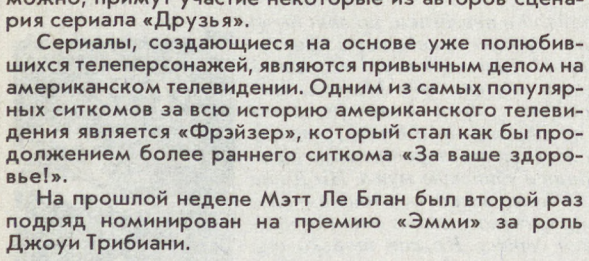 можно, примут участие некоторые из авторов сцена-
рия сериала «Друзья».
Сериалы, создающиеся на основе уже полюбив-
шихся телеперсонажей, являются привычным делом на
американском телевидении. Одним из самых популяр-
ных ситкомов за всю историю американского телеви-
дения является «Фрэйзер», который стал как бы про-
должением более раннего ситкома «За ваше здоро-
вье!».
На прошлой неделе Мэтт Ле Блан был второй раз
подряд номинирован на премию «Эмми» за роль
Джоуи Трибиани.